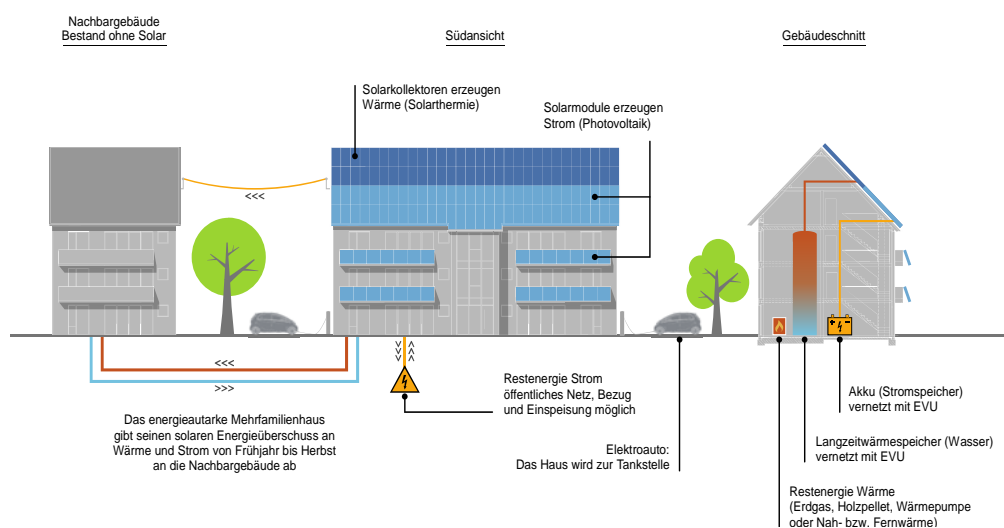 Nachbargebäude
Bestand ohne Solar
Südansicht
Gebäudeschnitt
Solarkollektoren erzeugen
Wärme (Solarthermie)
Solarmodule erzeugen
Strom (Photovoltaik)
<<<
<<<
>>>
<<<
>>>
Restenergie Strom
öffentliches Netz, Bezug
und Einspeisung möglich
Das energieautarke Mehrfamilienhaus
gibt seinen solaren Energieüberschuss an
Wärme und Strom von Frühjahr bis Herbst
an die Nachbargebäude ab
Elektroauto:
Das Haus wird zur Tankstelle
Akku (Stromspeicher)
vernetzt mit EVU
Langzeitwärmespeicher (Wasser)
vernetzt mit EVU
Restenergie Wärme
(Erdgas, Holzpellet, Wärmepumpe
oder Nah- bzw. Fernwärme)